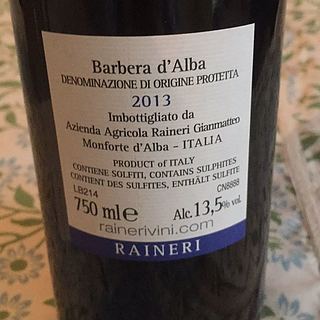 Barbera d'Alba
DENOMINAZIONE DI ORIGINE PROTETTA
2013
Imbottigliato da
Azienda Agricola Raineri Gianmatteo
Monforte d'Alba - ITALIA
PRODUCT of ITALY
CONTIENE SOLFITI, CONTAINS SULPHITES
CONTIENT DES SULFITES, ENTHÄLT SULFITE
LB214 CN8888
750 ml e Alc. 13,5% vol.
rainerivini.com
RAINERI